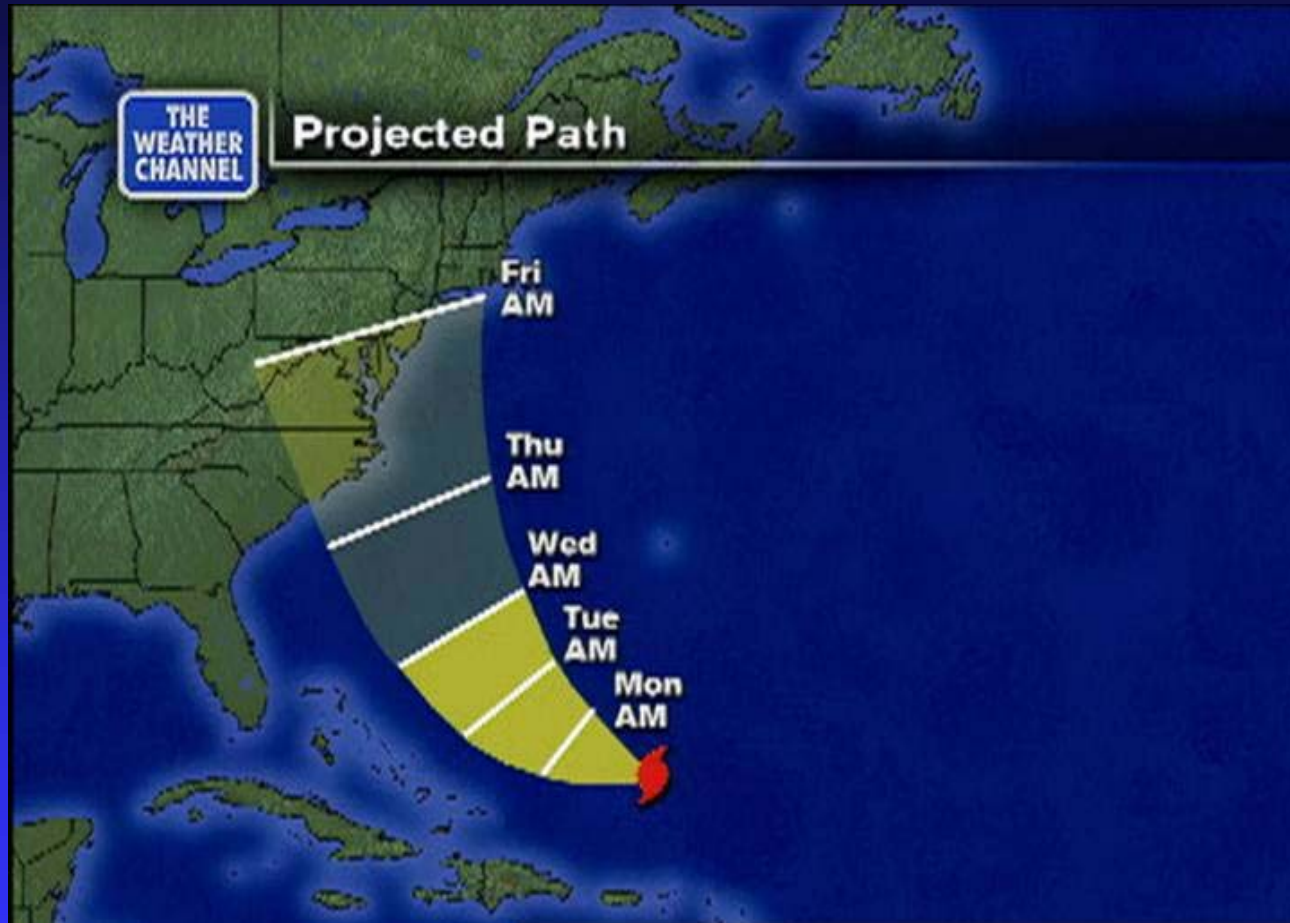 THE
WEATHER
CHANNEL
Projected Path
Fri
AM
Thu
AM
Wed
AM
Tue
AM
Mon
AM